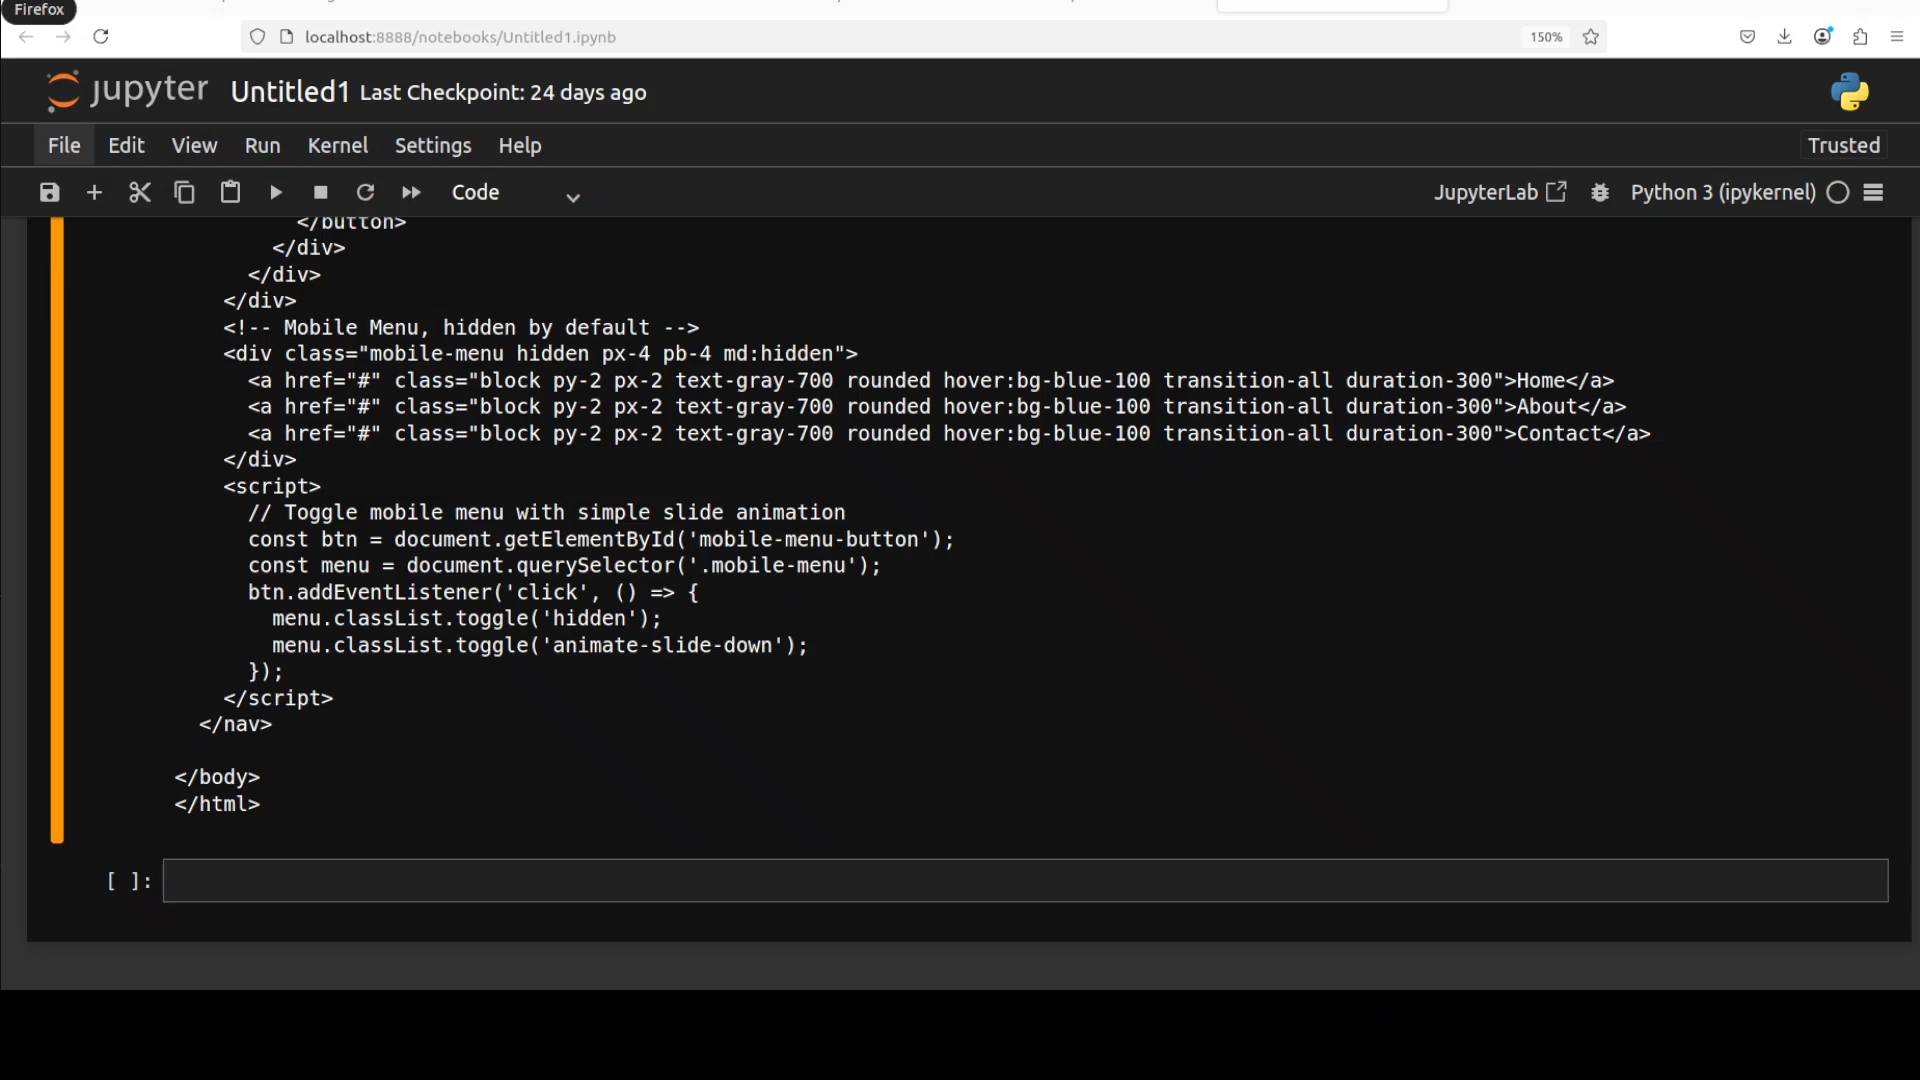 Firefox
localhost:8888/notebooks/Untitled1.ipynb
150%
jupyter Untitled1 Last Checkpoint: 24 days ago
File Edit View Run Kernel Settings Help
Trusted
Code
JupyterLab
Python 3 (ipykernel)
</button>
</div>
</div>
</div>
<!-- Mobile Menu, hidden by default -->
<div class="mobile-menu hidden px-4 pb-4 md:hidden">
<a href="#" class="block py-2 px-2 text-gray-700 rounded hover:bg-blue-100 transition-all duration-300">Home</a>
<a href="#" class="block py-2 px-2 text-gray-700 rounded hover:bg-blue-100 transition-all duration-300">About</a>
<a href="#" class="block py-2 px-2 text-gray-700 rounded hover:bg-blue-100 transition-all duration-300">Contact</a>
</div>
<script>
// Toggle mobile menu with simple slide animation
const btn = document.getElementById('mobile-menu-button');
const menu = document.querySelector('.mobile-menu');
btn.addEventListener('click', () => {
menu.classList.toggle('hidden');
menu.classList.toggle('animate-slide-down');
});
</script>
</nav>
</body>
</html>
[ ]: